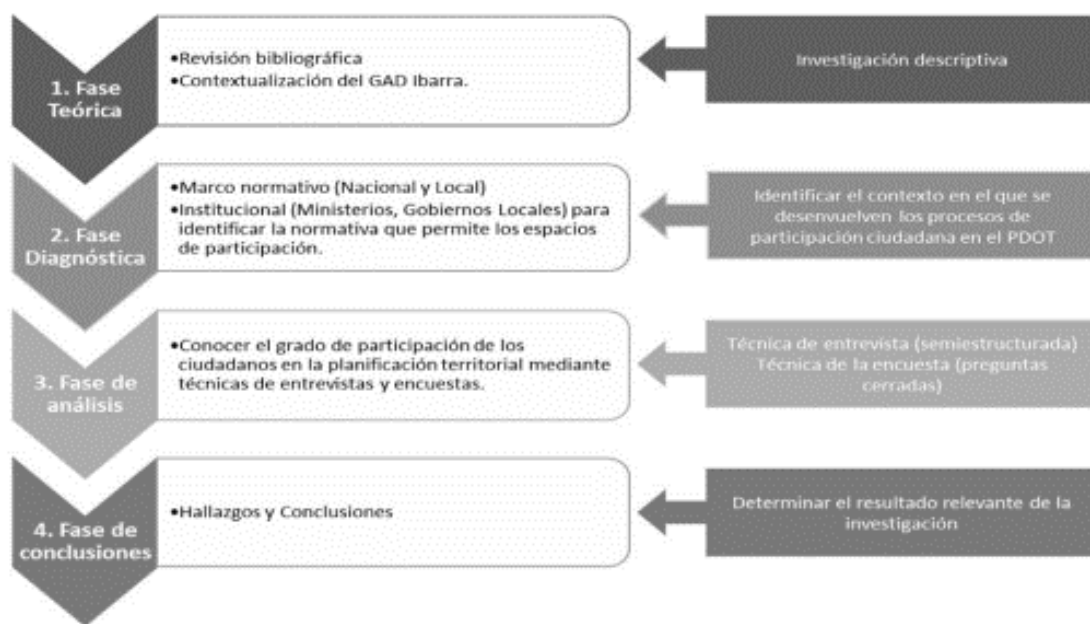 1. Fase
Teórica
•Revisión bibliográfica
•Contextualización del GAD Ibarra.
Investigación descriptiva
2. Fase
Diagnóstica
•Marco normativo (Nacional y Local)
•Institucional (Ministerios, Gobiernos Locales) para
identificar la normativa que permite los espacios
de participación.
Identificar el contexto en el que se
desenvuelven los procesos de
participación ciudadana en el PDOT
3. Fase de
análisis
•Conocer el grado de participación de los
ciudadanos en la planificación territorial mediante
técnicas de entrevistas y encuestas.
Técnica de entrevista (semiestructurada)
Técnica de la encuesta (preguntas
cerradas)
4. Fase de
conclusiones
•Hallazgos y Conclusiones
Determinar el resultado relevante de la
investigación